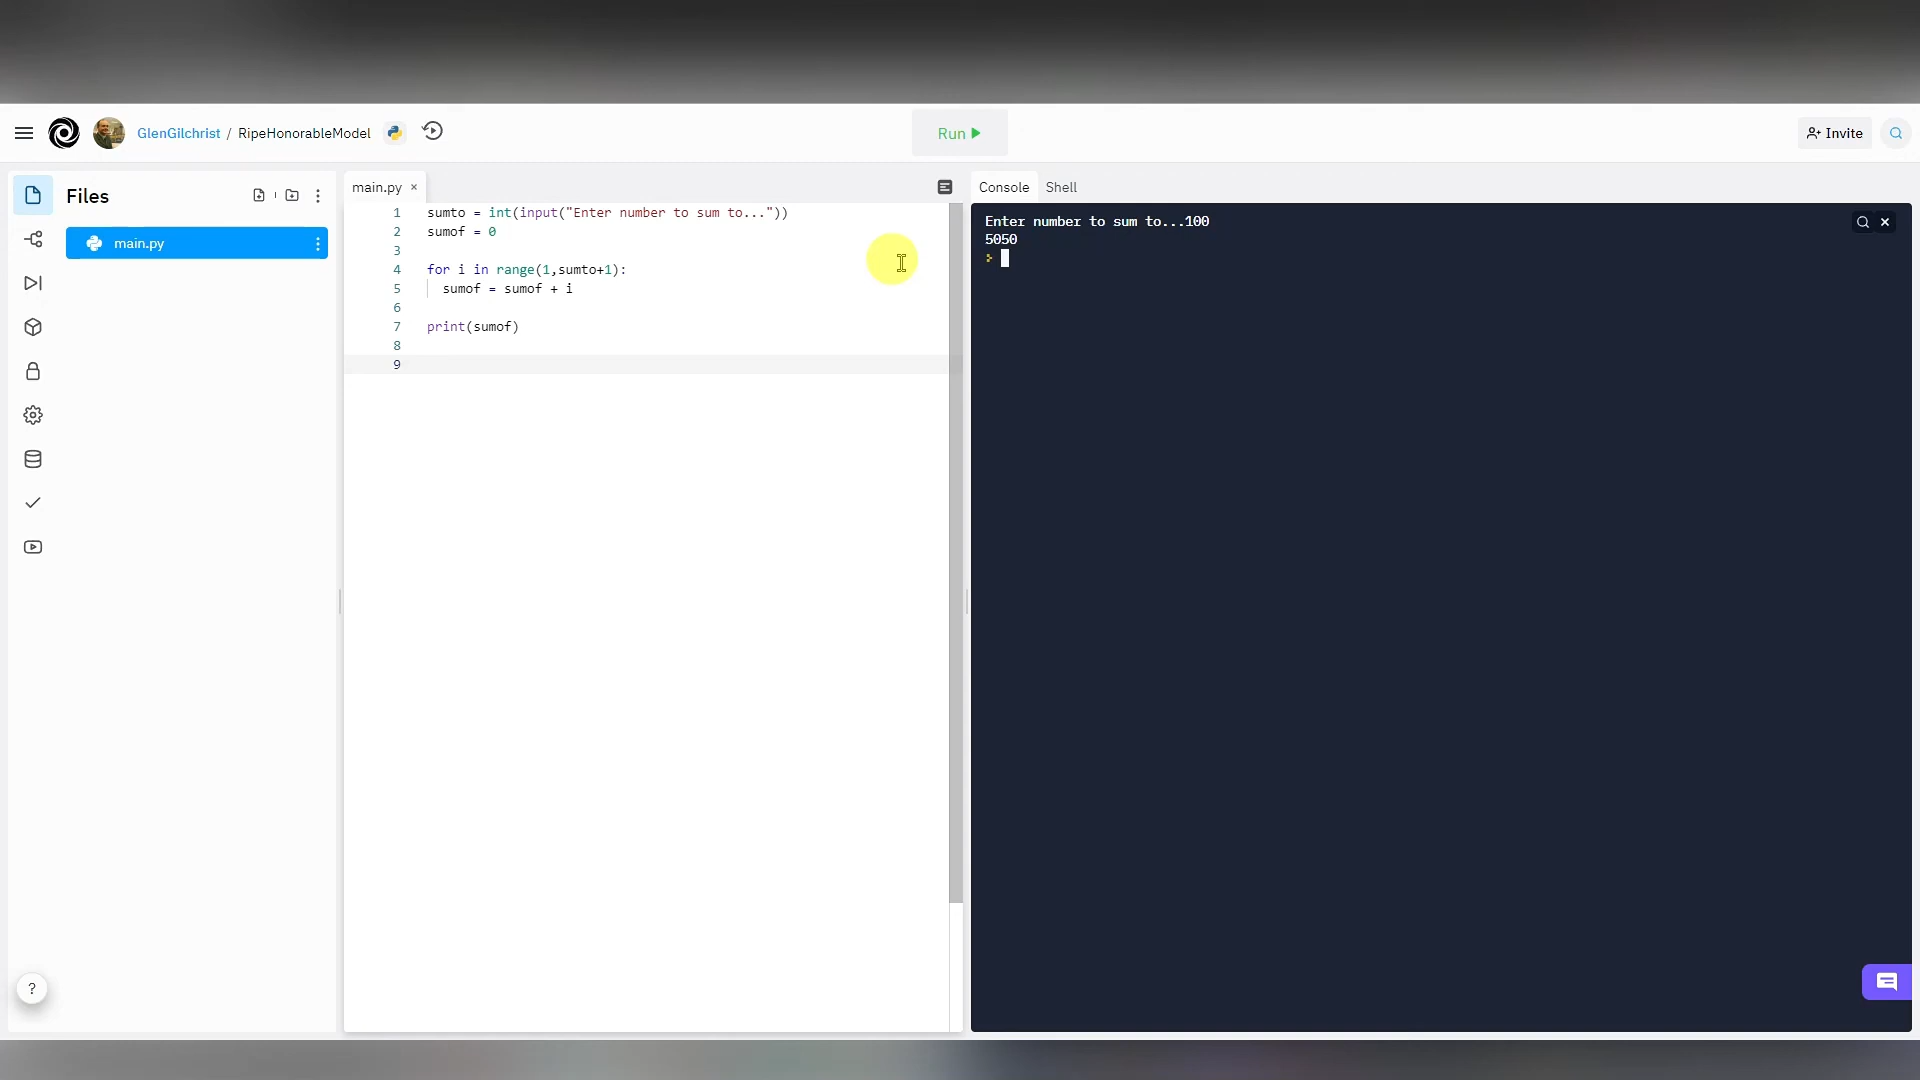 GlenGilchrist / RipeHonorableModel
Run
Invite
Files
main.py
main.py ×
1 sumto = int(input("Enter number to sum to..."))
2 sumof = 0
3
4 for i in range(1,sumto+1):
5 sumof = sumof + i
6
7 print(sumof)
8
9
Console Shell
Enter number to sum to...100
5050
>
?